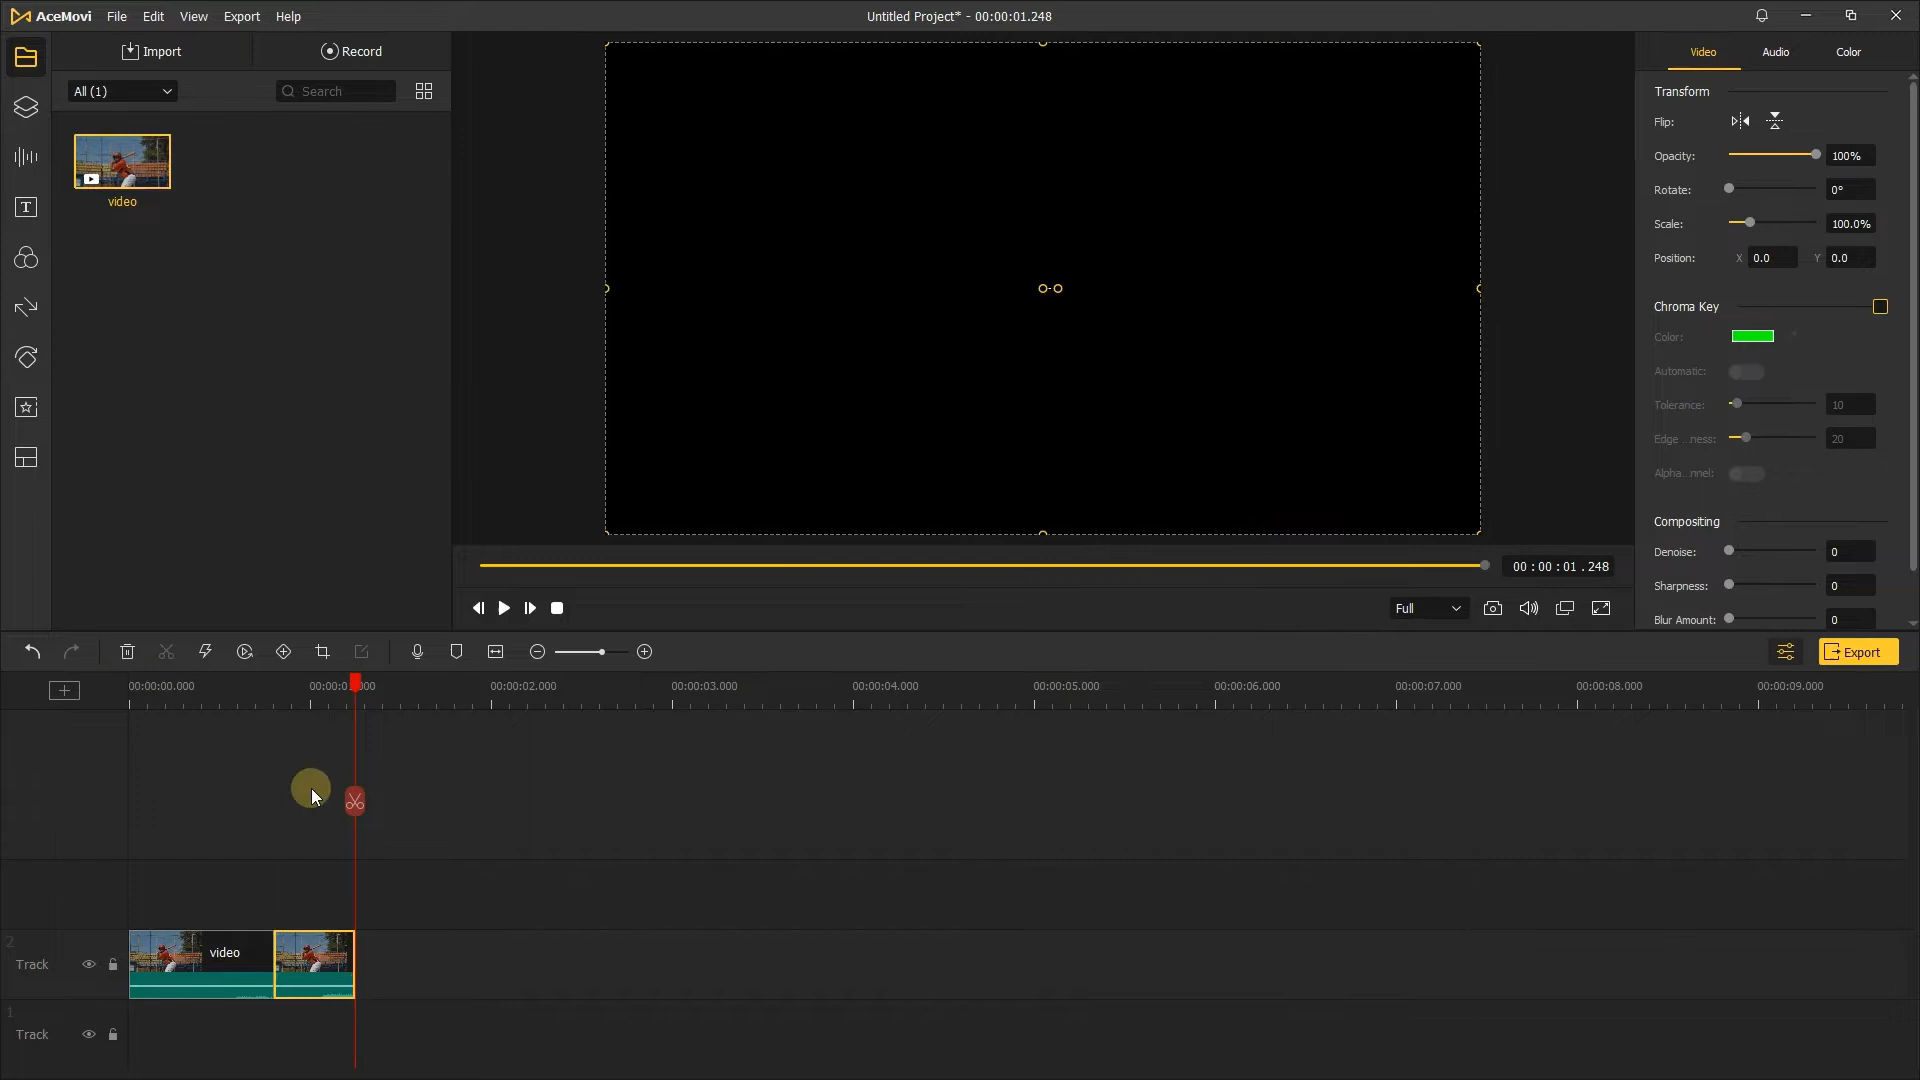 AceMovi File Edit View Export Help
Untitled Project* - 00:00:01.248
Import Record
All (1) Search
video
Video Audio Color
Transform
Flip:
Opacity: 100%
Rotate: 0°
Scale: 100.0%
Position: X 0.0 Y 0.0
Chroma Key
Color:
Automatic:
Tolerance: 10
Edge ...ness: 20
Alpha...nnel:
Compositing
Denoise: 0
Sharpness: 0
Blur Amount: 0
00 : 00 : 01 . 248
Full
Export
00:00:00.000 00:00:01.000 00:00:02.000 00:00:03.000 00:00:04.000 00:00:05.000 00:00:06.000 00:00:07.000 00:00:08.000 00:00:09.000
2
Track
video
1
Track